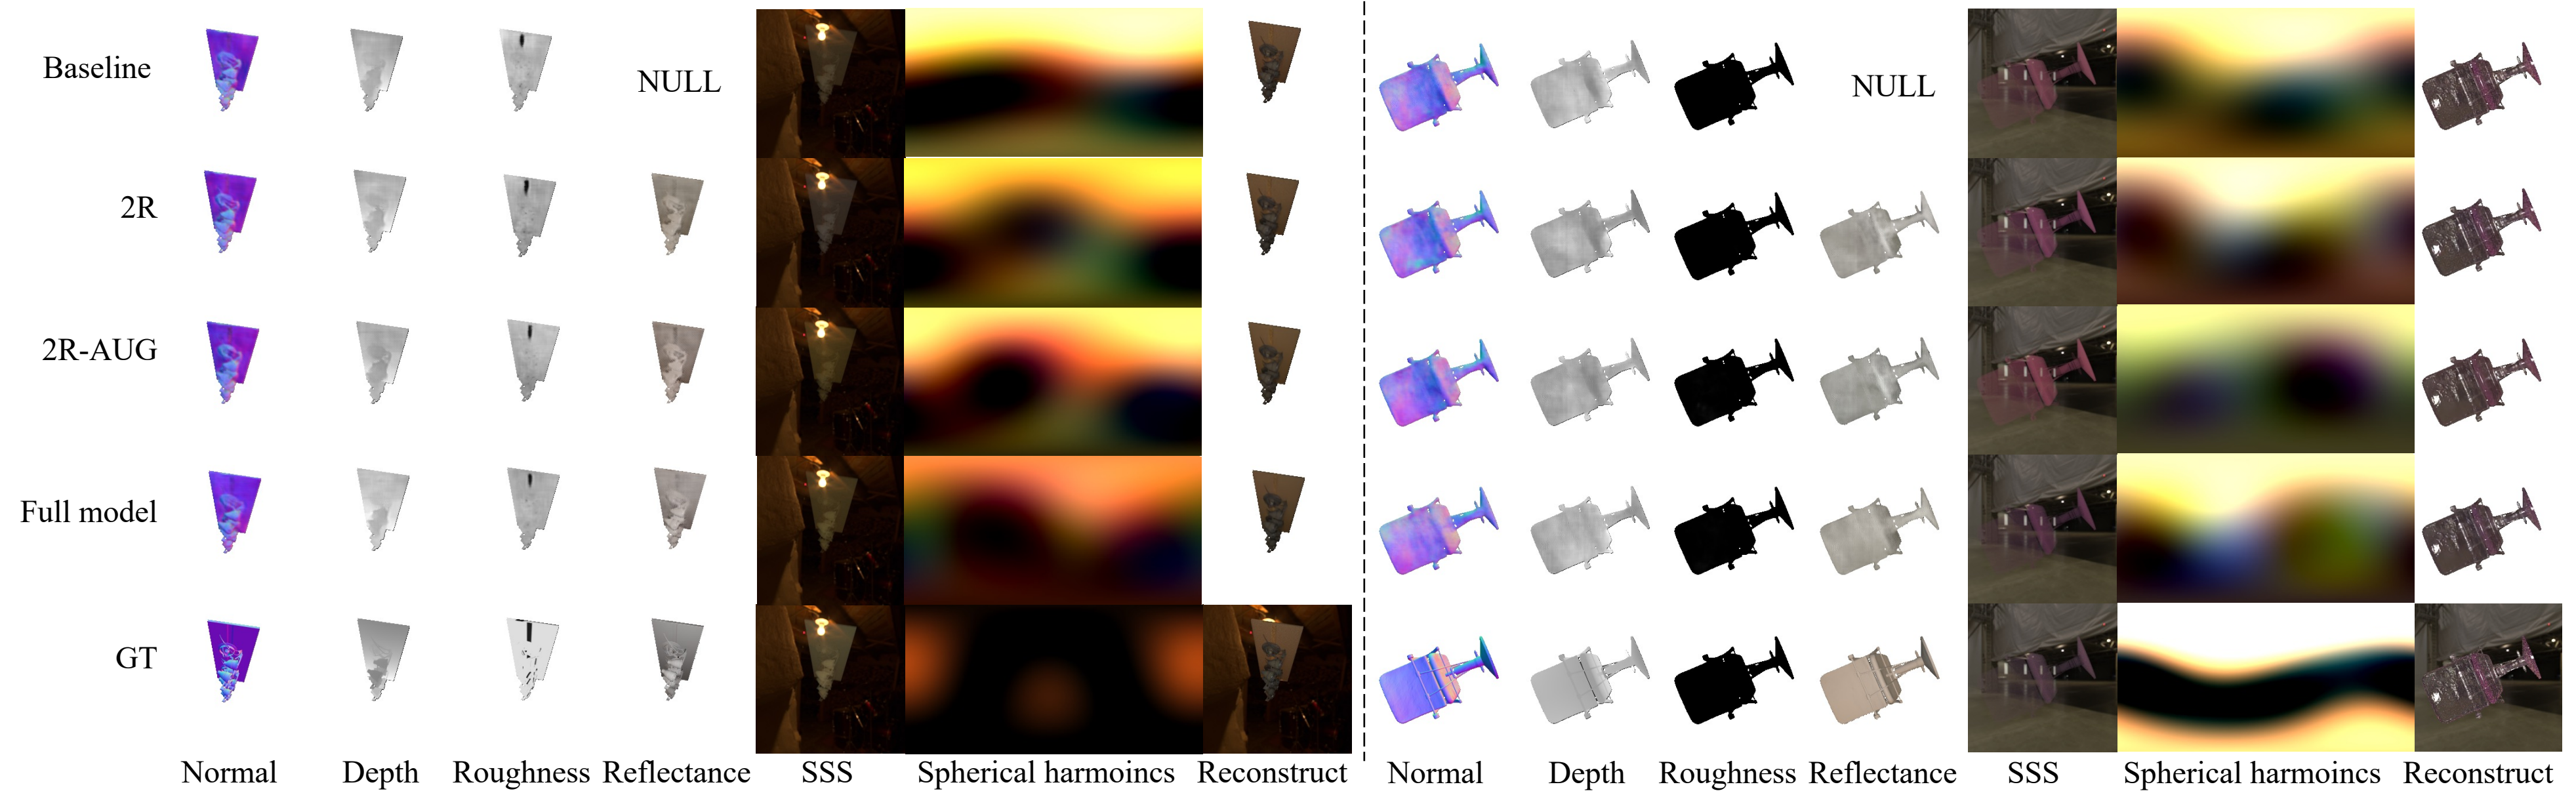 Baseline NULL NULL
2R
2R-AUG
Full model
GT
Normal Depth Roughness Reflectance SSS Spherical harmoincs Reconstruct Normal Depth Roughness Reflectance SSS Spherical harmoincs Reconstruct